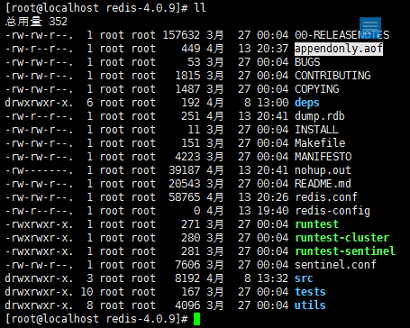 [root@localhost redis-4.0.9]# ll
总用量 352
-rw-rw-r--. 1 root root 157632 3月 27 00:04 00-RELEASENOTES
-rw-r--r--. 1 root root 449 4月 13 20:37 appendonly.aof
-rw-rw-r--. 1 root root 53 3月 27 00:04 BUGS
-rw-rw-r--. 1 root root 1815 3月 27 00:04 CONTRIBUTING
-rw-rw-r--. 1 root root 1487 3月 27 00:04 COPYING
drwxrwxr-x. 6 root root 192 4月 8 13:00 deps
-rw-r--r--. 1 root root 251 4月 13 20:41 dump.rdb
-rw-rw-r--. 1 root root 11 3月 27 00:04 INSTALL
-rw-rw-r--. 1 root root 151 3月 27 00:04 Makefile
-rw-rw-r--. 1 root root 4223 3月 27 00:04 MANIFESTO
-rw-------. 1 root root 39187 4月 13 20:41 nohup.out
-rw-rw-r--. 1 root root 20543 3月 27 00:04 README.md
-rw-rw-r--. 1 root root 58765 4月 13 20:26 redis.conf
-rw-r--r--. 1 root root 0 4月 13 19:40 redis-config
-rwxrwxr-x. 1 root root 271 3月 27 00:04 runtest
-rwxrwxr-x. 1 root root 280 3月 27 00:04 runtest-cluster
-rwxrwxr-x. 1 root root 281 3月 27 00:04 runtest-sentinel
-rw-rw-r--. 1 root root 7606 3月 27 00:04 sentinel.conf
drwxrwxr-x. 3 root root 8192 4月 8 13:32 src
drwxrwxr-x. 10 root root 167 3月 27 00:04 tests
drwxrwxr-x. 8 root root 4096 3月 27 00:04 utils
[root@localhost redis-4.0.9]#